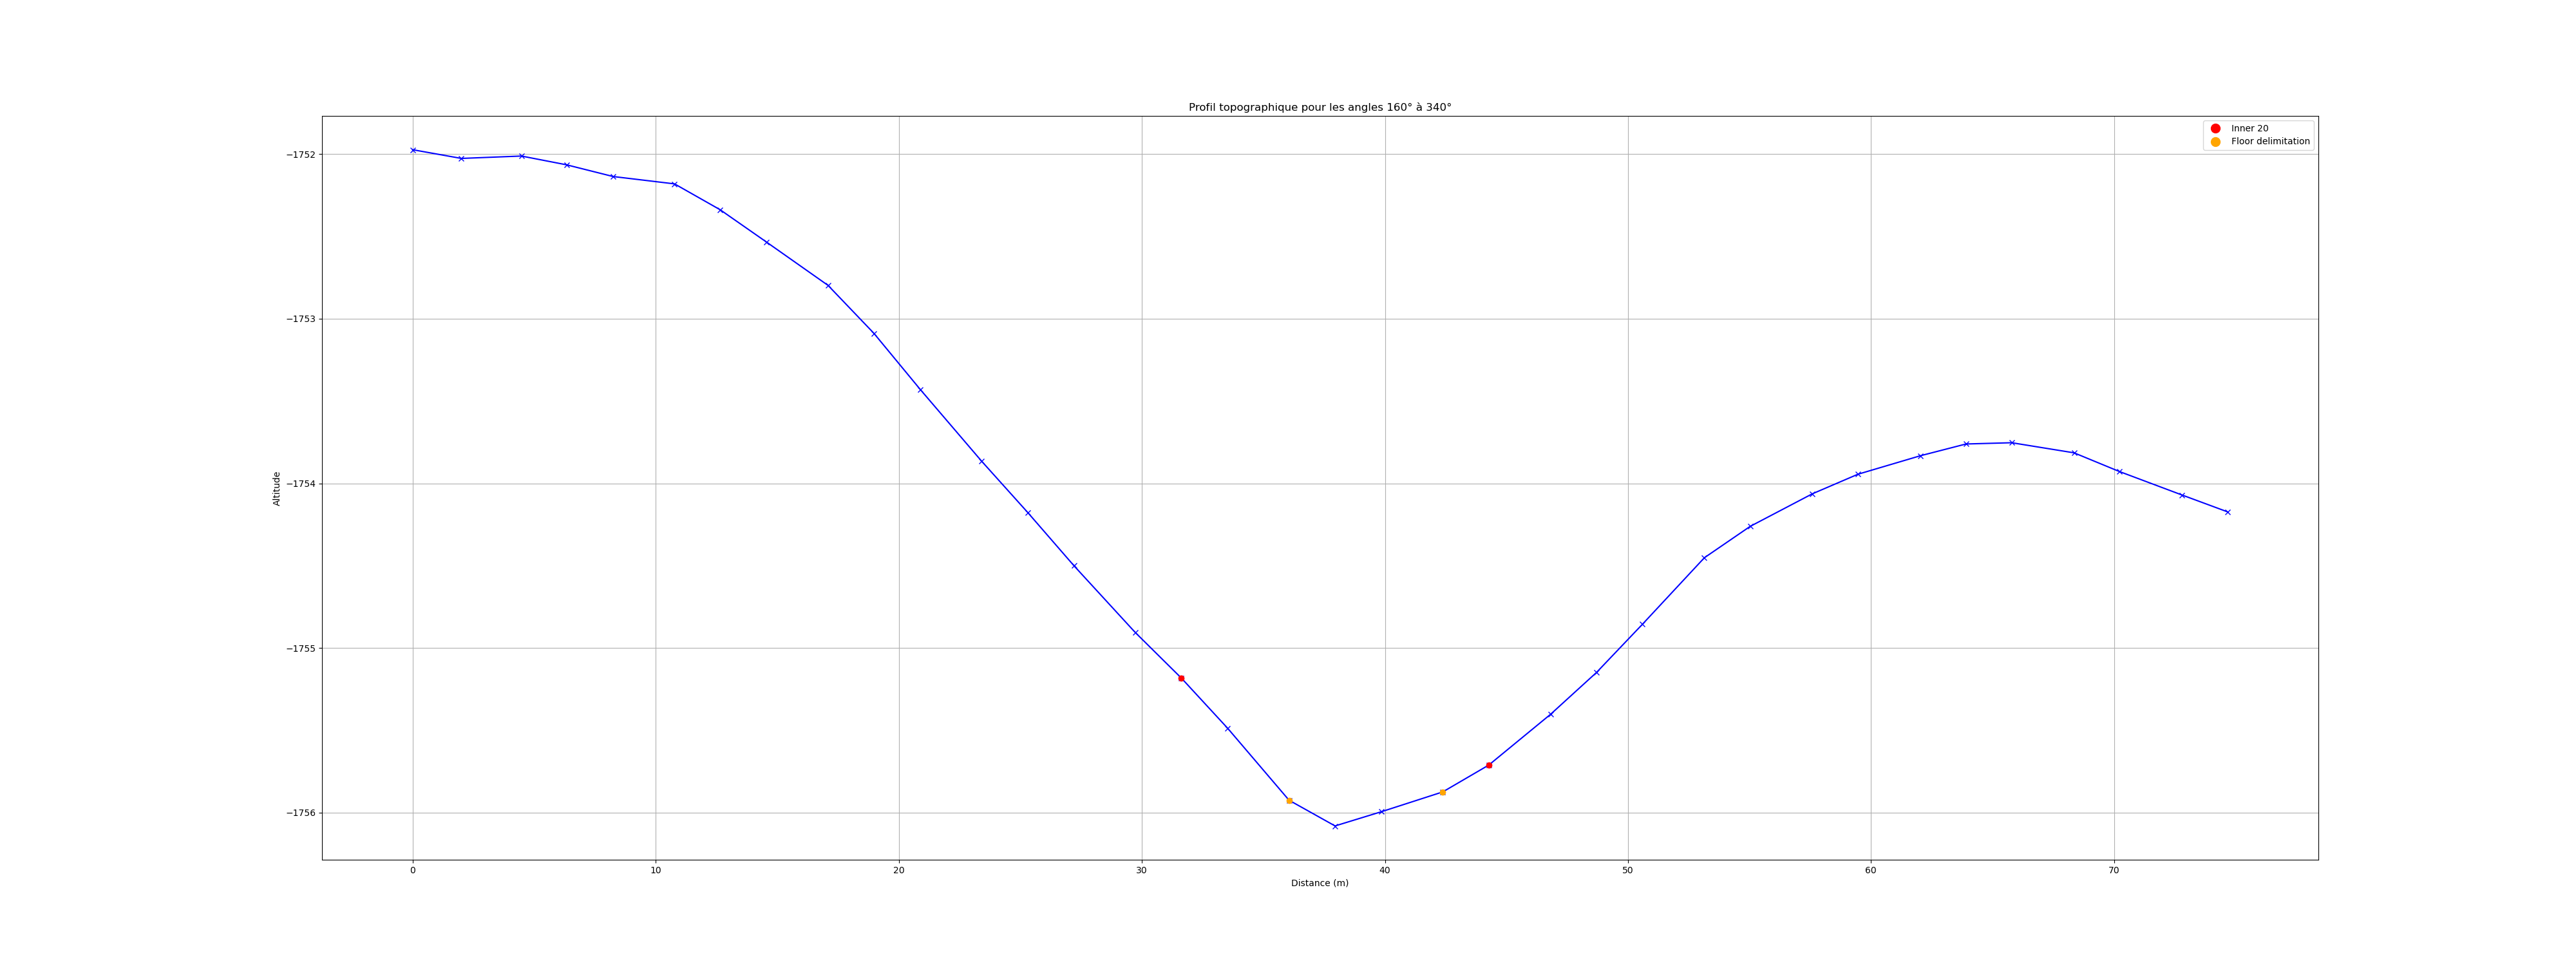 Profil topographique pour les angles 160° à 340°
Inner 20
Floor delimitation
Altitude
−1752
−1753
−1754
−1755
−1756
0 10 20 30 40 50 60 70
Distance (m)